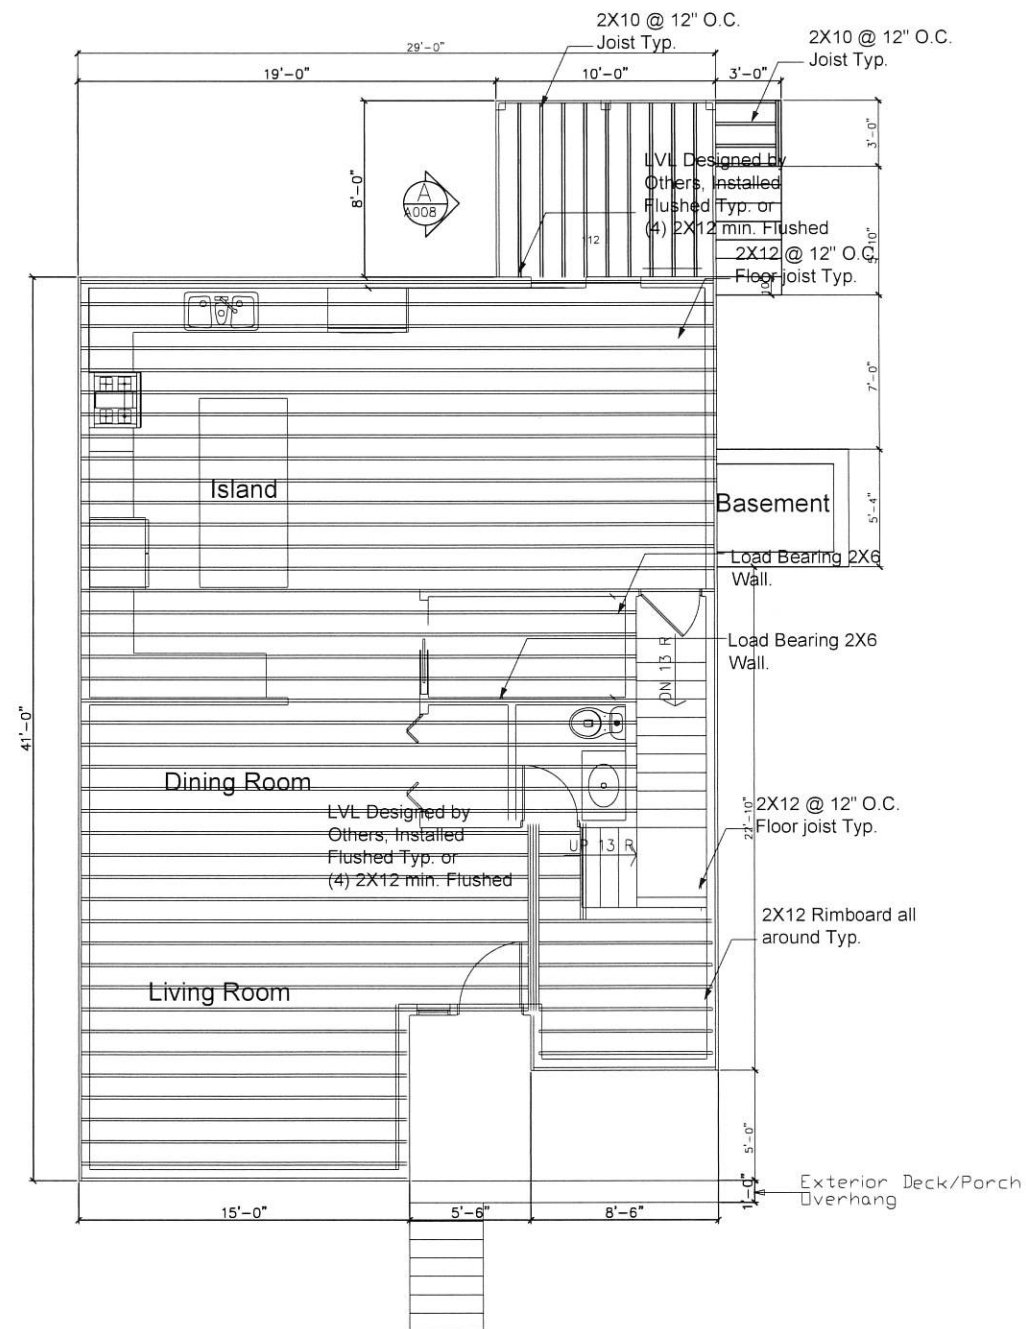 2X10 @ 12" O.C.
Joist Typ.
2X10 @ 12" O.C.
Joist Typ.
29'-0"
19'-0"
10'-0"
3'-0"
3'-0"
8'-0"
A
A008
LVL Designed by
Others, Installed
Flushed Typ. or
(4) 2X12 min. Flushed
112
2X12 @ 12" O.C.
Floor joist Typ.
7'-0"
Island
Basement
5'-4"
Load Bearing 2X6
Wall.
Load Bearing 2X6
Wall.
DN 13 R
41'-0"
Dining Room
LVL Designed by
Others, Installed
Flushed Typ. or
(4) 2X12 min. Flushed
UP 13 R
2X12 @ 12" O.C.
Floor joist Typ.
22'-10"
2X12 Rimboard all
around Typ.
Living Room
5'-0"
1'-0"
Exterior Deck/Porch
Overhang
15'-0"
5'-6"
8'-6"